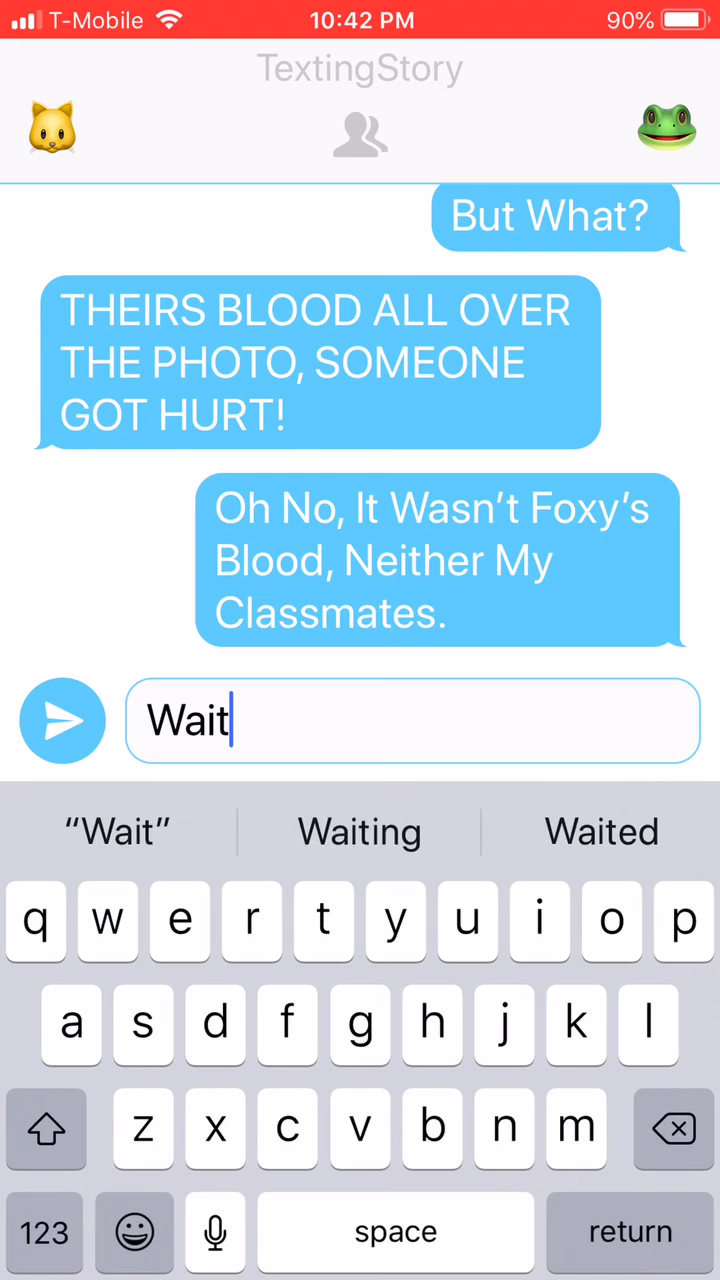 T-Mobile 10:42 PM 90%
TextingStory
But What?
THEIRS BLOOD ALL OVER
THE PHOTO, SOMEONE
GOT HURT!
Oh No, It Wasn't Foxy's
Blood, Neither My
Classmates.
Wait
“Wait” Waiting Waited
q w e r t y u i o p
a s d f g h j k l
z x c v b n m
123 space return